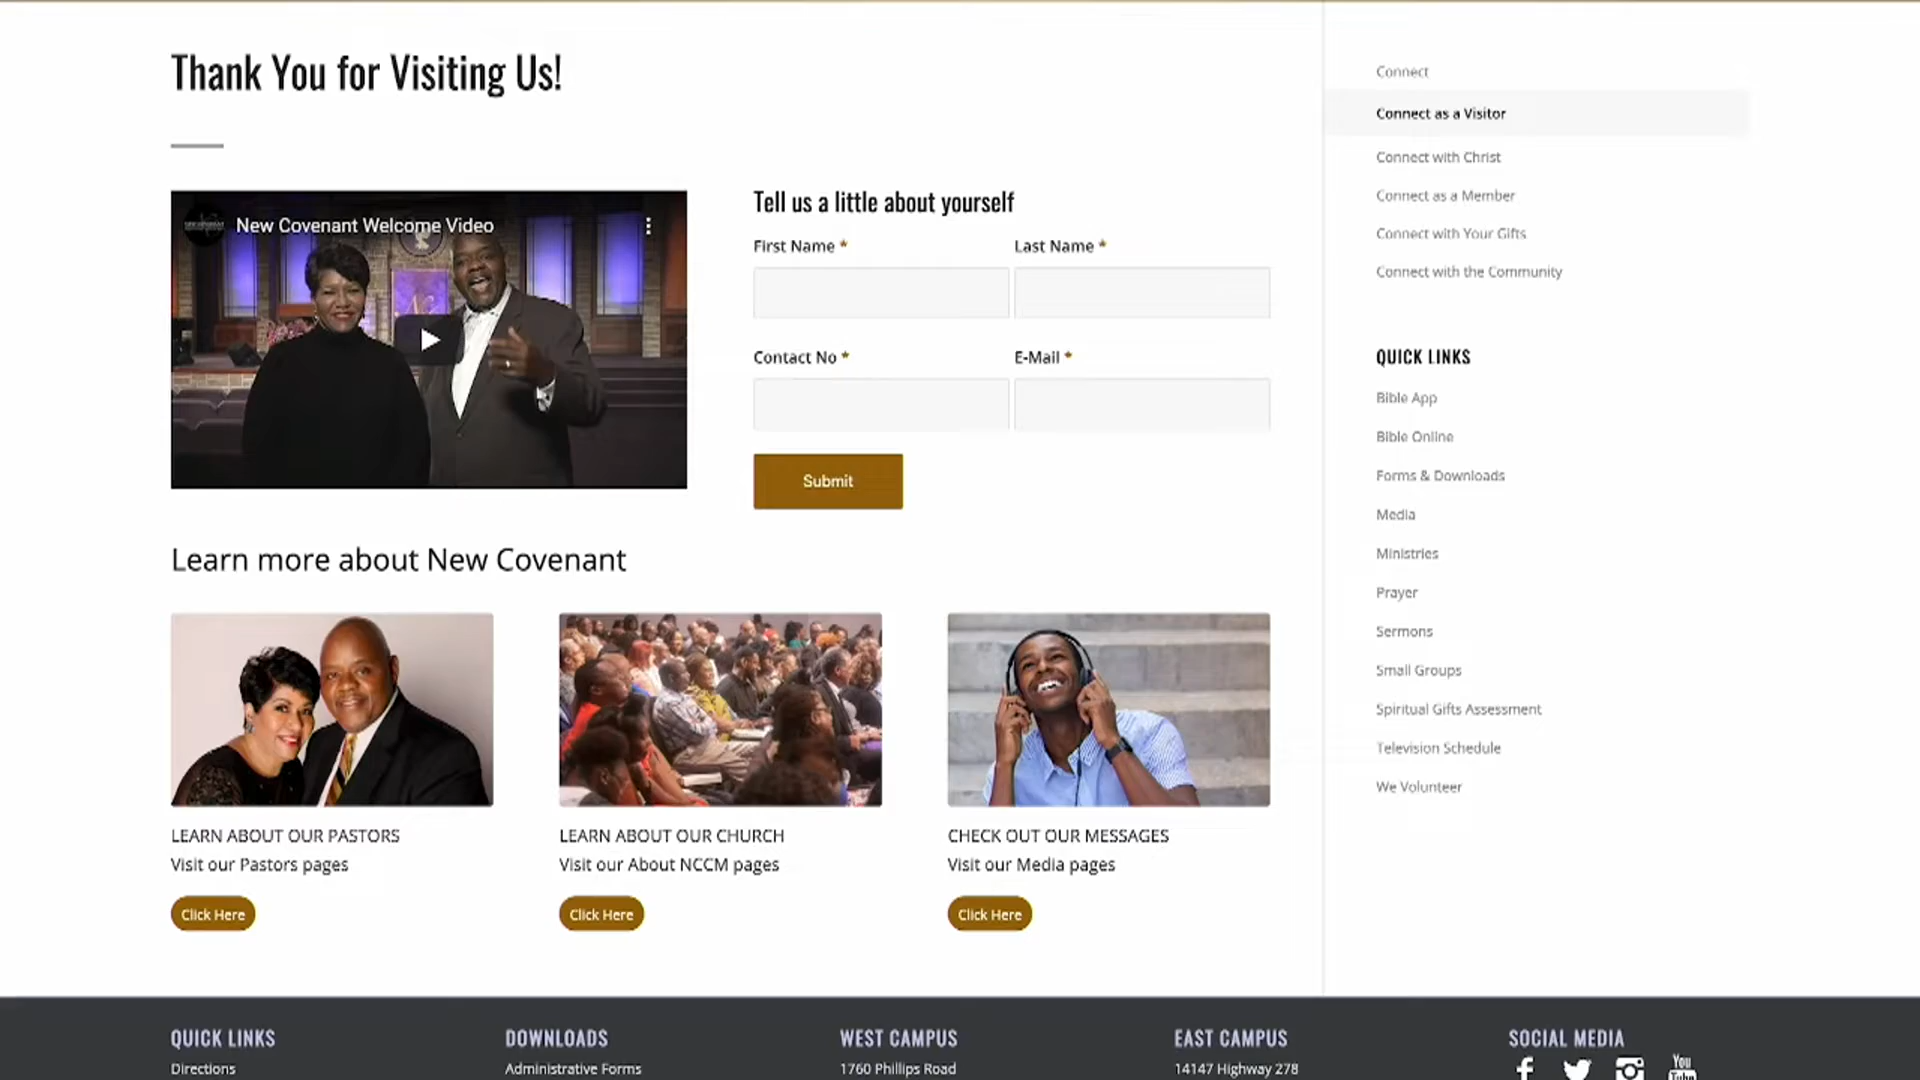 Thank You for Visiting Us!
New Covenant Welcome Video
Tell us a little about yourself
First Name *
Last Name *
Contact No *
E-Mail *
Submit
Learn more about New Covenant
LEARN ABOUT OUR PASTORS
Visit our Pastors pages
Click Here
LEARN ABOUT OUR CHURCH
Visit our About NCCM pages
Click Here
CHECK OUT OUR MESSAGES
Visit our Media pages
Click Here
Connect
Connect as a Visitor
Connect with Christ
Connect as a Member
Connect with Your Gifts
Connect with the Community
QUICK LINKS
Bible App
Bible Online
Forms & Downloads
Media
Ministries
Prayer
Sermons
Small Groups
Spiritual Gifts Assessment
Television Schedule
We Volunteer
QUICK LINKS
Directions
DOWNLOADS
Administrative Forms
WEST CAMPUS
1760 Phillips Road
EAST CAMPUS
14147 Highway 278
SOCIAL MEDIA
You
Tube